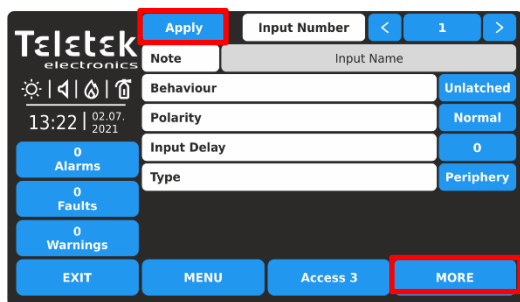 Teletek
electronics
13:22 02.07.
2021
0
Alarms
0
Faults
0
Warnings
EXIT
Apply
Input Number < 1 >
Note Input Name
Behaviour Unlatched
Polarity Normal
Input Delay 0
Type Periphery
MENU Access 3 MORE